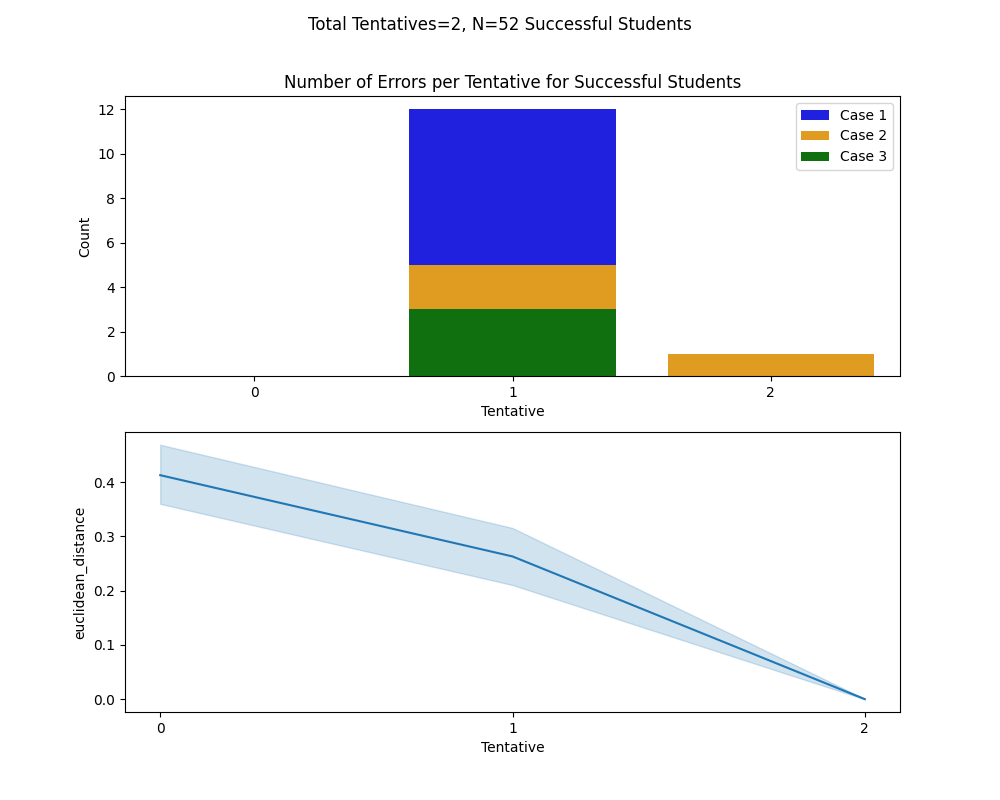 Total Tentatives=2, N=52 Successful Students
Number of Errors per Tentative for Successful Students
12
10
8
6
4
2
0
Count
Case 1
Case 2
Case 3
0 1 2
Tentative
0.4
0.3
0.2
0.1
0.0
euclidean_distance
0 1 2
Tentative